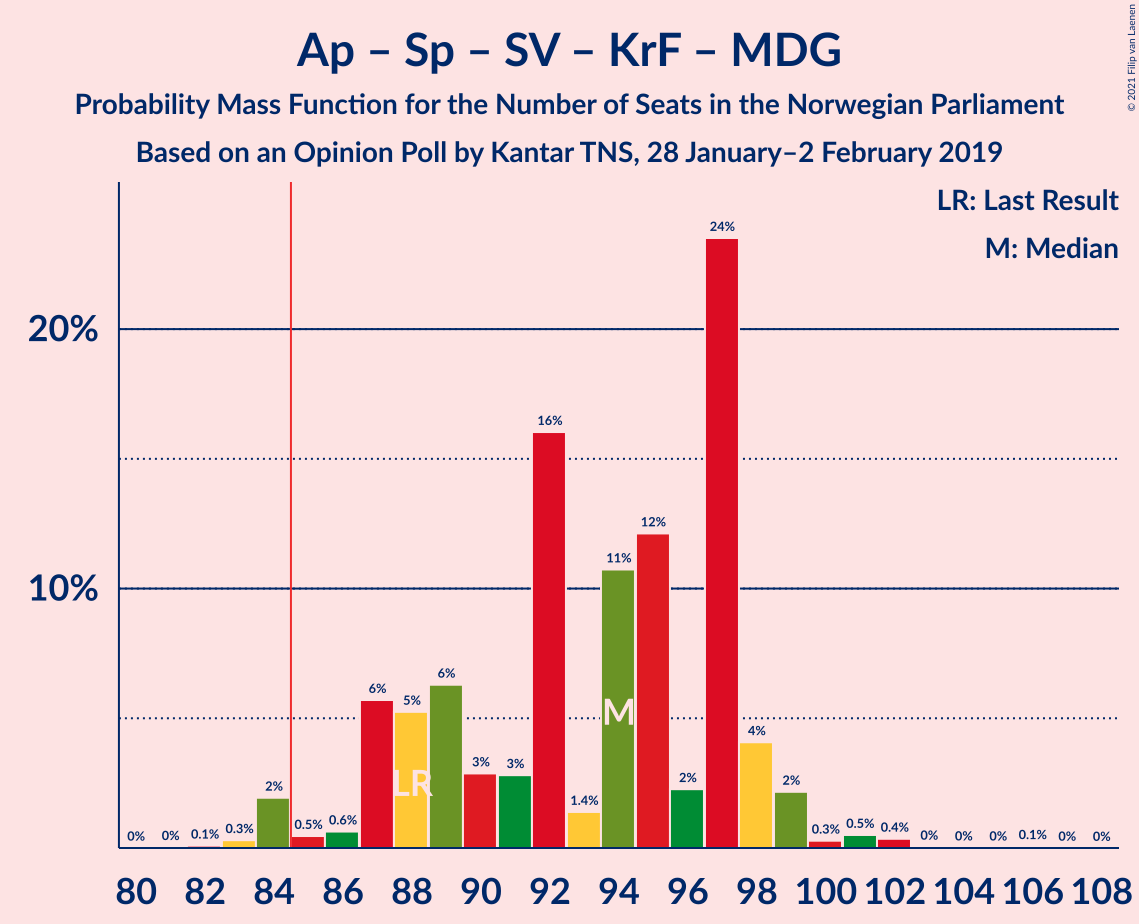 Ap – Sp – SV – KrF – MDG
Probability Mass Function for the Number of Seats in the Norwegian Parliament
Based on an Opinion Poll by Kantar TNS, 28 January–2 February 2019
© 2021 Filip van Laenen
LR: Last Result
M: Median
20%
10%
0% 0% 0.1% 0.3% 2% 0.5% 0.6% 6% 5% 6% 3% 3% 16% 1.4% 11% 12% 2% 24% 4% 2% 0.3% 0.5% 0.4% 0% 0% 0% 0.1% 0% 0%
LR
M
80 82 84 86 88 90 92 94 96 98 100 102 104 106 108